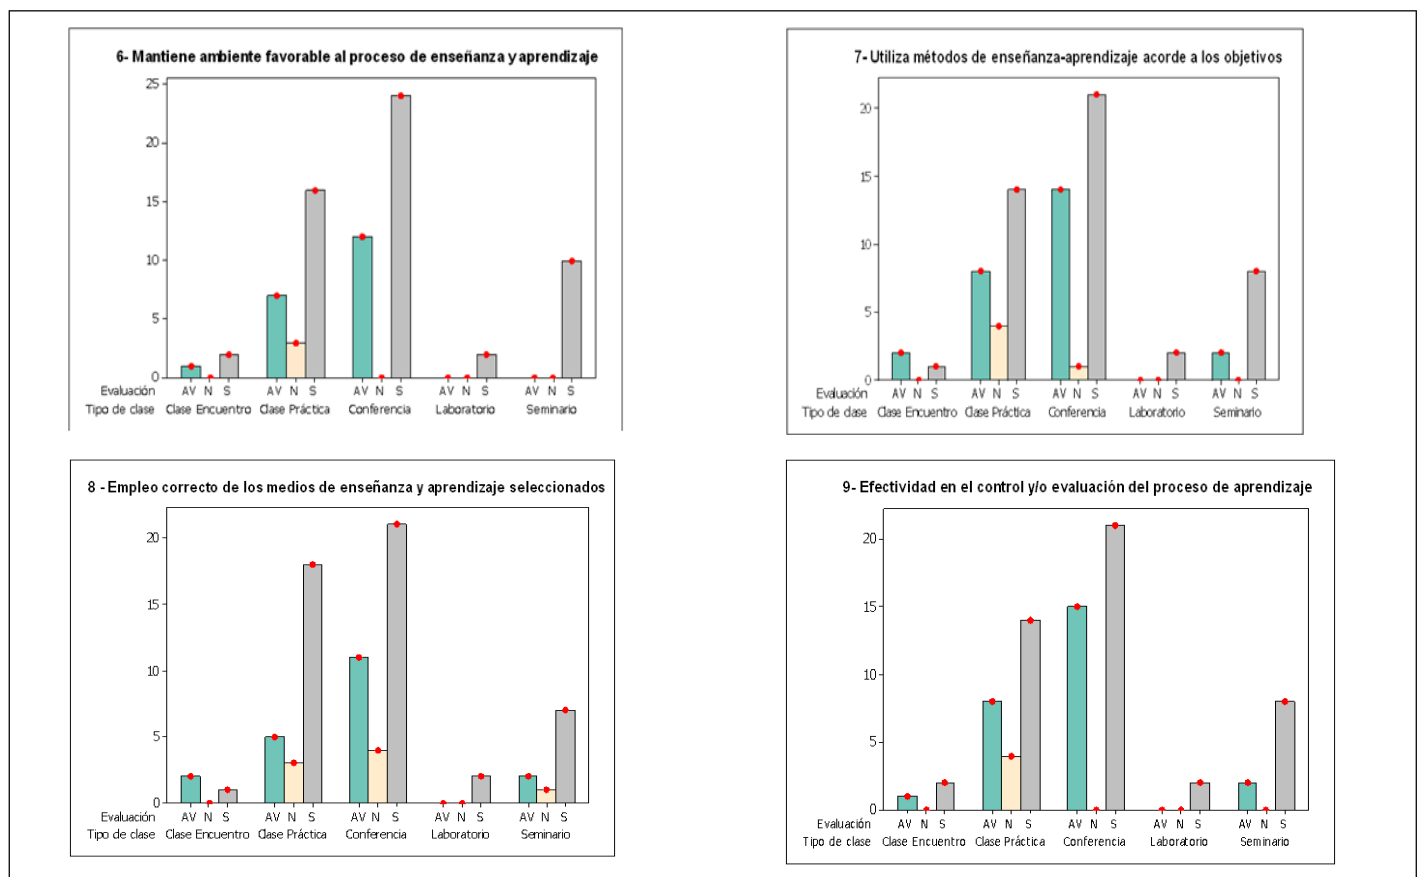 6- Mantiene ambiente favorable al proceso de enseñanza y aprendizaje
25
20
15
10
5
0
Evaluación AV N S AV N S AV N S AV N S AV N S
Tipo de clase Clase Encuentro Clase Práctica Conferencia Laboratorio Seminario
7- Utiliza métodos de enseñanza-aprendizaje acorde a los objetivos
20
15
10
5
0
Evaluación AV N S AV N S AV N S AV N S AV N S
Tipo de clase Clase Encuentro Clase Práctica Conferencia Laboratorio Seminario
8 - Empleo correcto de los medios de enseñanza y aprendizaje seleccionados
20
15
10
5
0
Evaluación AV N S AV N S AV N S AV N S AV N S
Tipo de clase Clase Encuentro Clase Práctica Conferencia Laboratorio Seminario
9- Efectividad en el control y/o evaluación del proceso de aprendizaje
20
15
10
5
0
Evaluación AV N S AV N S AV N S AV N S AV N S
Tipo de clase Clase Encuentro Clase Práctica Conferencia Laboratorio Seminario